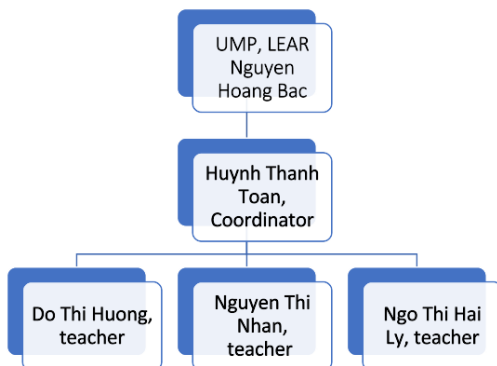 UMP, LEAR
Nguyen
Hoang Bac
Huynh Thanh
Toan,
Coordinator
Do Thi Huong,
teacher
Nguyen Thi
Nhan,
teacher
Ngo Thi Hai
Ly, teacher